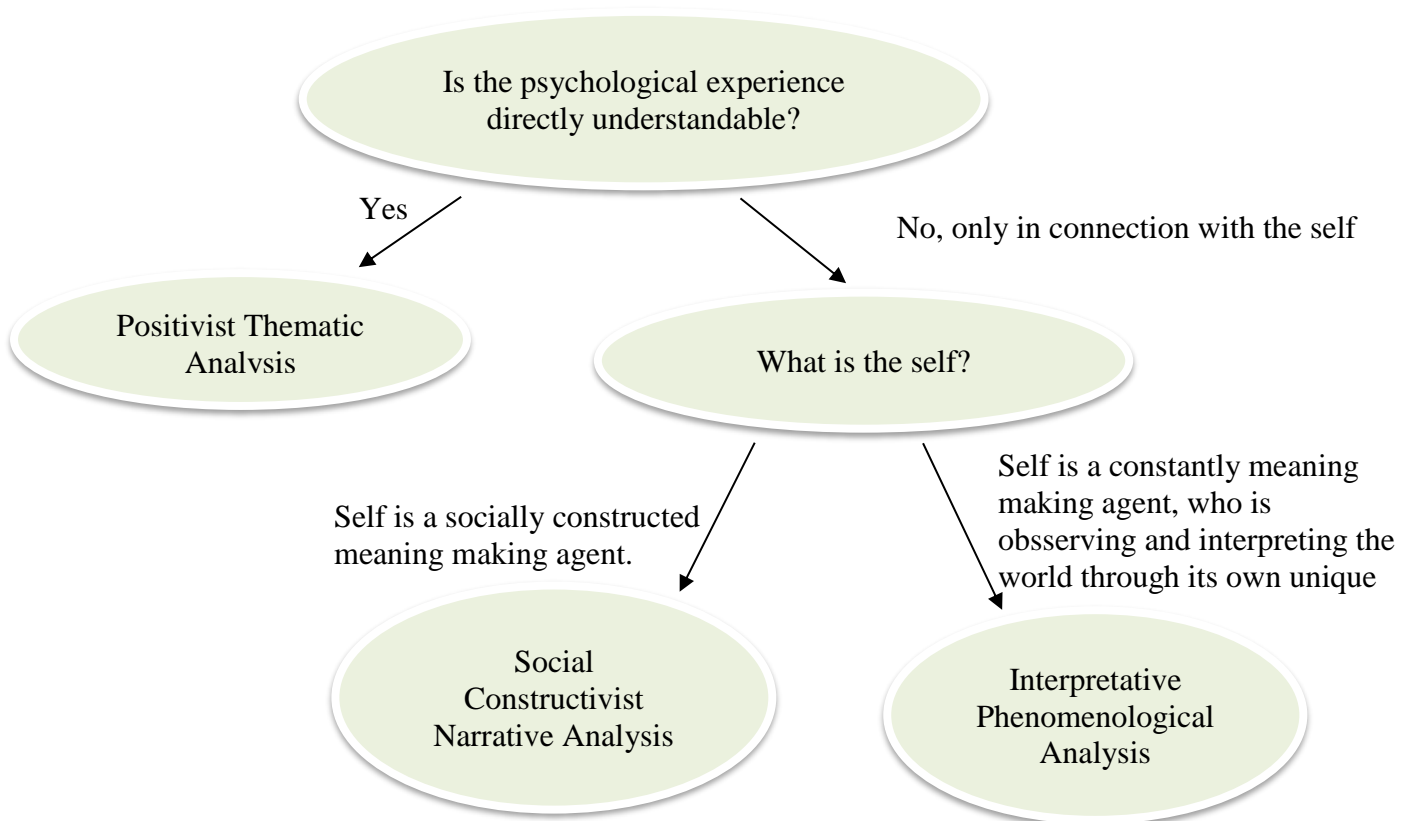 Is the psychological experience
directly understandable?
Yes
No, only in connection with the self
Positivist Thematic
Analysis
What is the self?
Self is a socially constructed
meaning making agent.
Self is a constantly meaning
making agent, who is
obsserving and interpreting the
world through its own unique
Social
Constructivist
Narrative Analysis
Interpretative
Phenomenological
Analysis